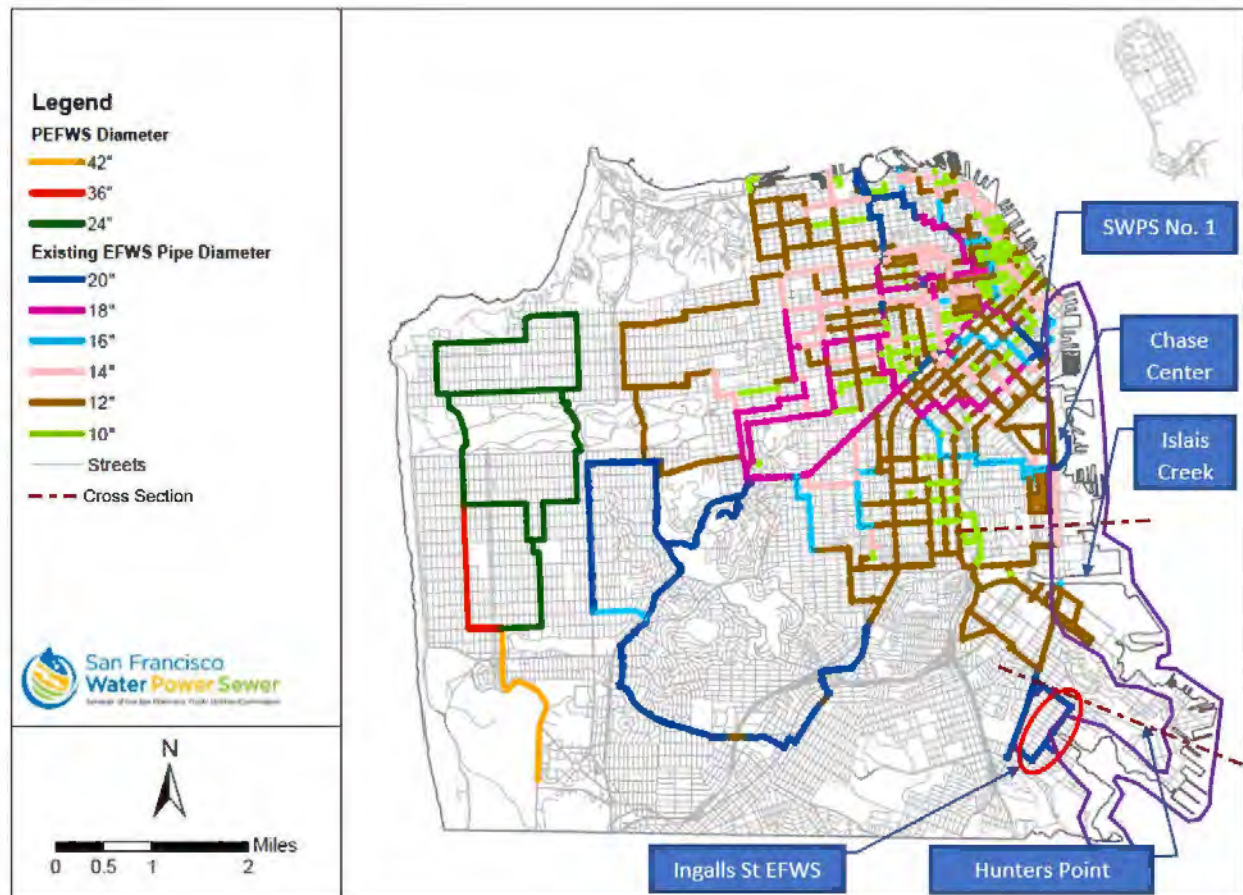 Legend
PEFWS Diameter
42"
36"
24"
Existing EFWS Pipe Diameter
20"
18"
16"
14"
12"
10"
Streets
Cross Section
San Francisco
Water Power Sewer
N
Miles
0 0.5 1 2
SWPS No. 1
Chase
Center
Islais
Creek
Ingalls St EFWS
Hunters Point